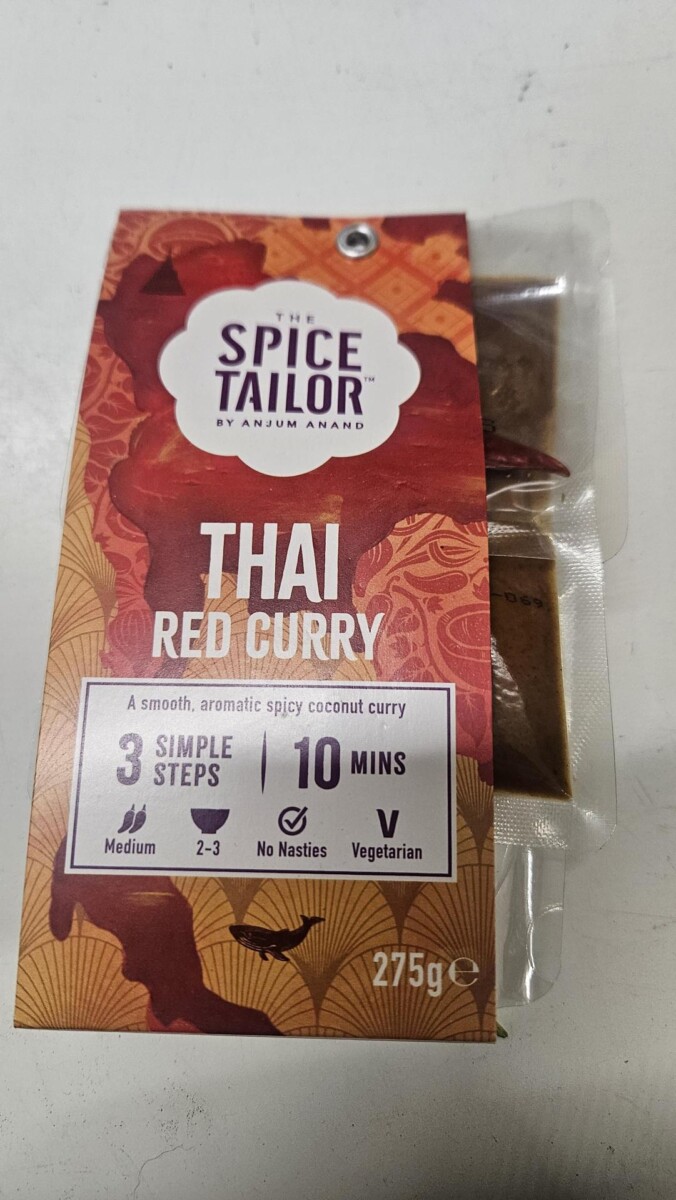 THE
SPICE
TAILOR™
BY ANJUM ANAND
THAI
RED CURRY
A smooth, aromatic spicy coconut curry
3 SIMPLE STEPS | 10 MINS
Medium 2-3 No Nasties V Vegetarian
275g℮
-D69